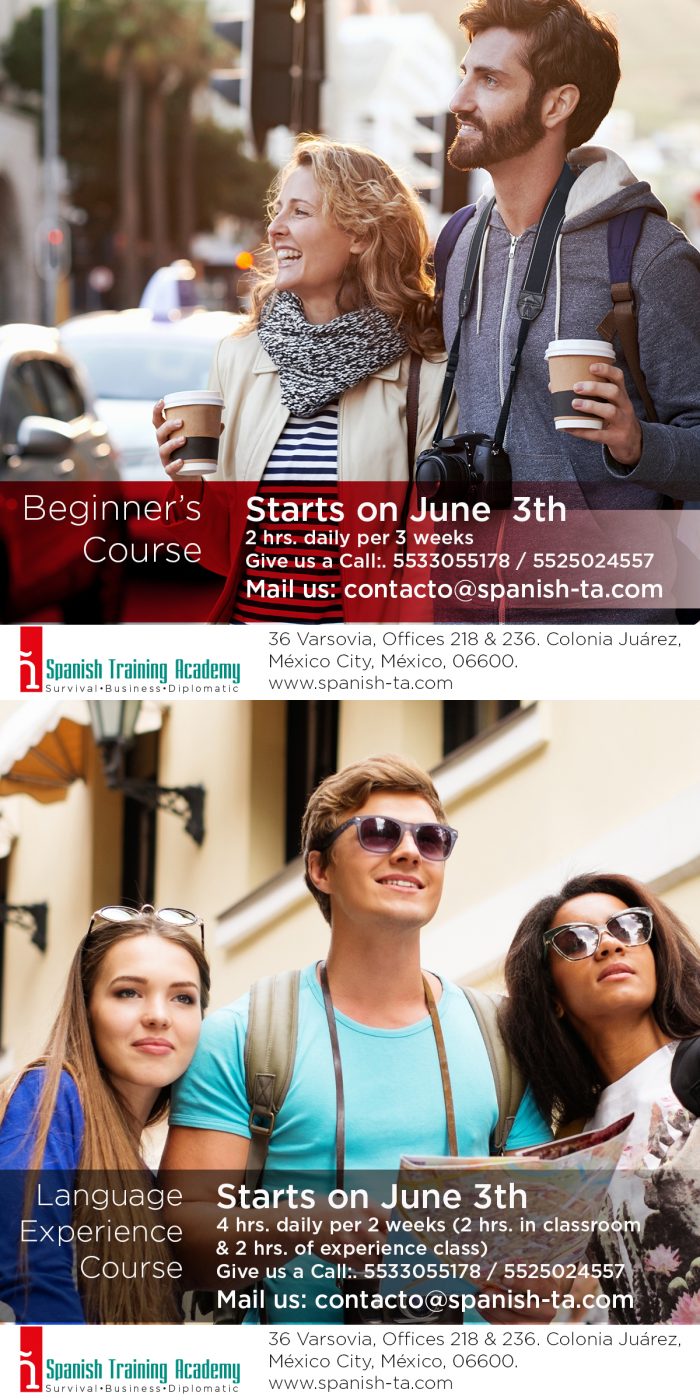 Beginner's
Course
Starts on June 3th
2 hrs. daily per 3 weeks
Give us a Call:. 5533055178 / 5525024557
Mail us: contacto@spanish-ta.com
Spanish Training Academy
Survival•Business•Diplomatic
36 Varsovia, Offices 218 & 236. Colonia Juárez,
México City, México, 06600.
www.spanish-ta.com
Language
Experience
Course
Starts on June 3th
4 hrs. daily per 2 weeks (2 hrs. in classroom
& 2 hrs. of experience class)
Give us a Call:. 5533055178 / 5525024557
Mail us: contacto@spanish-ta.com
Spanish Training Academy
Survival•Business•Diplomatic
36 Varsovia, Offices 218 & 236. Colonia Juárez,
México City, México, 06600.
www.spanish-ta.com